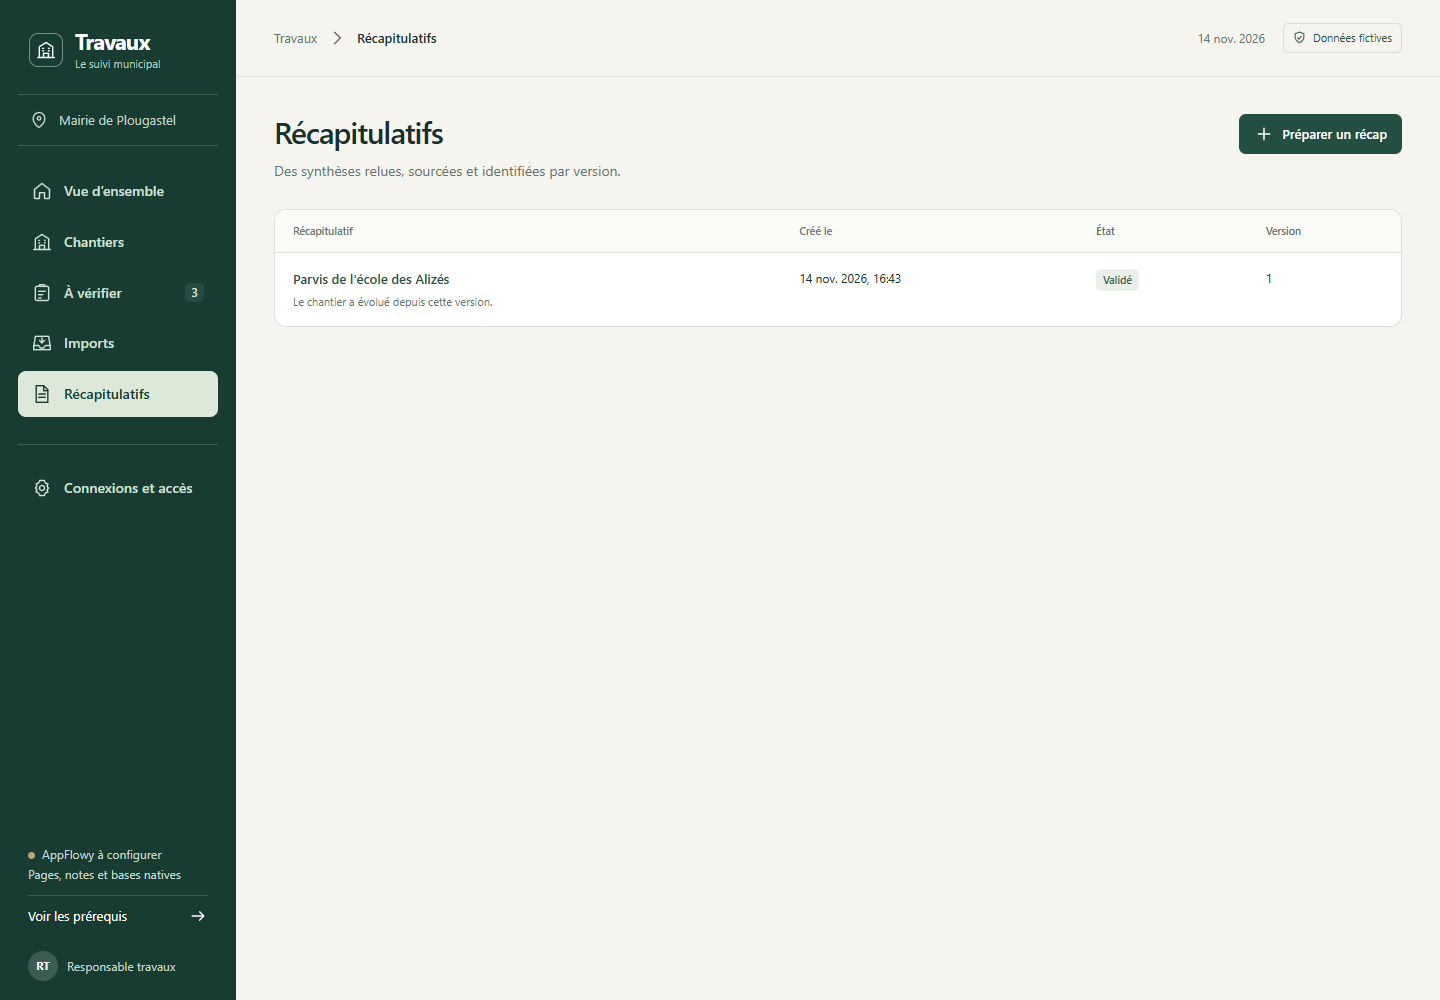 Travaux
Le suivi municipal
Mairie de Plougastel
Vue d’ensemble
Chantiers
À vérifier 3
Imports
Récapitulatifs
Connexions et accès
AppFlowy à configurer
Pages, notes et bases natives
Voir les prérequis
RT Responsable travaux
Travaux Récapitulatifs
14 nov. 2026 Données fictives
Récapitulatifs
Préparer un récap
Des synthèses relues, sourcées et identifiées par version.
Récapitulatif Créé le État Version
Parvis de l'école des Alizés 14 nov. 2026, 16:43 Validé 1
Le chantier a évolué depuis cette version.